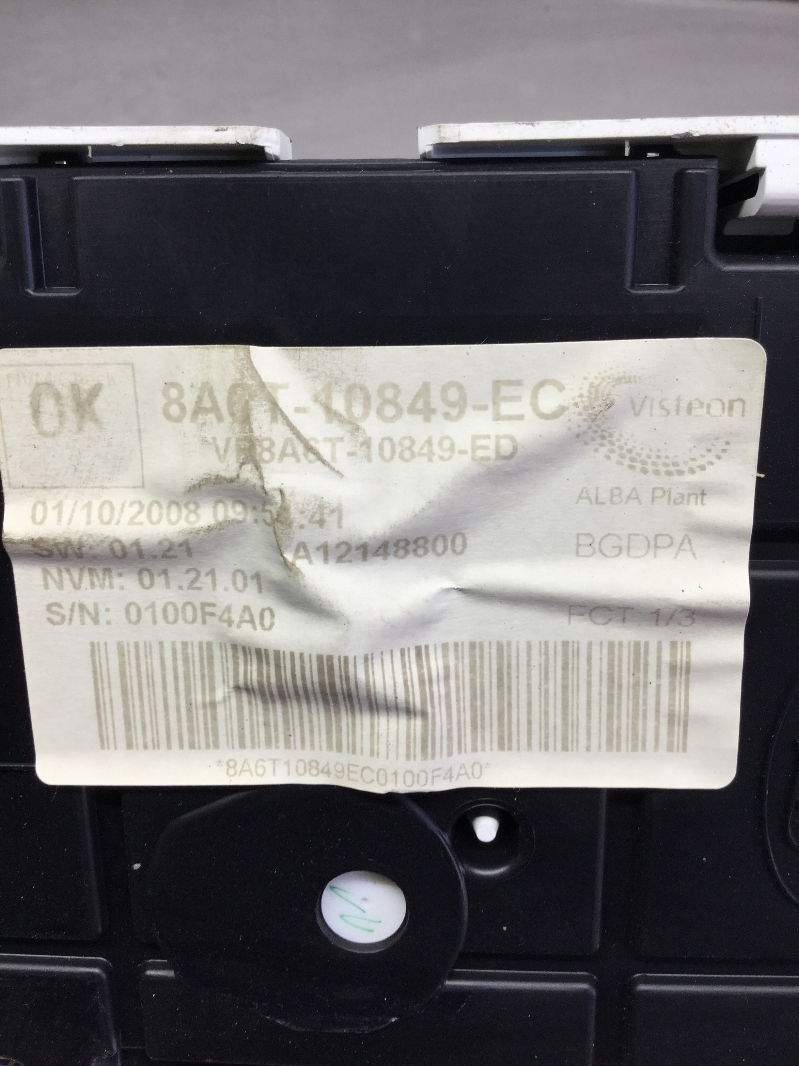 OK
8A6T-10849-EC
VP8A6T-10849-ED
Visteon
ALBA Plant
01/10/2008
SW: 01.21
A12148800
BGDPA
NVM: 01.21.01
S/N: 0100F4A0
FCT 1/3
*8A6T10849EC0100F4A0*